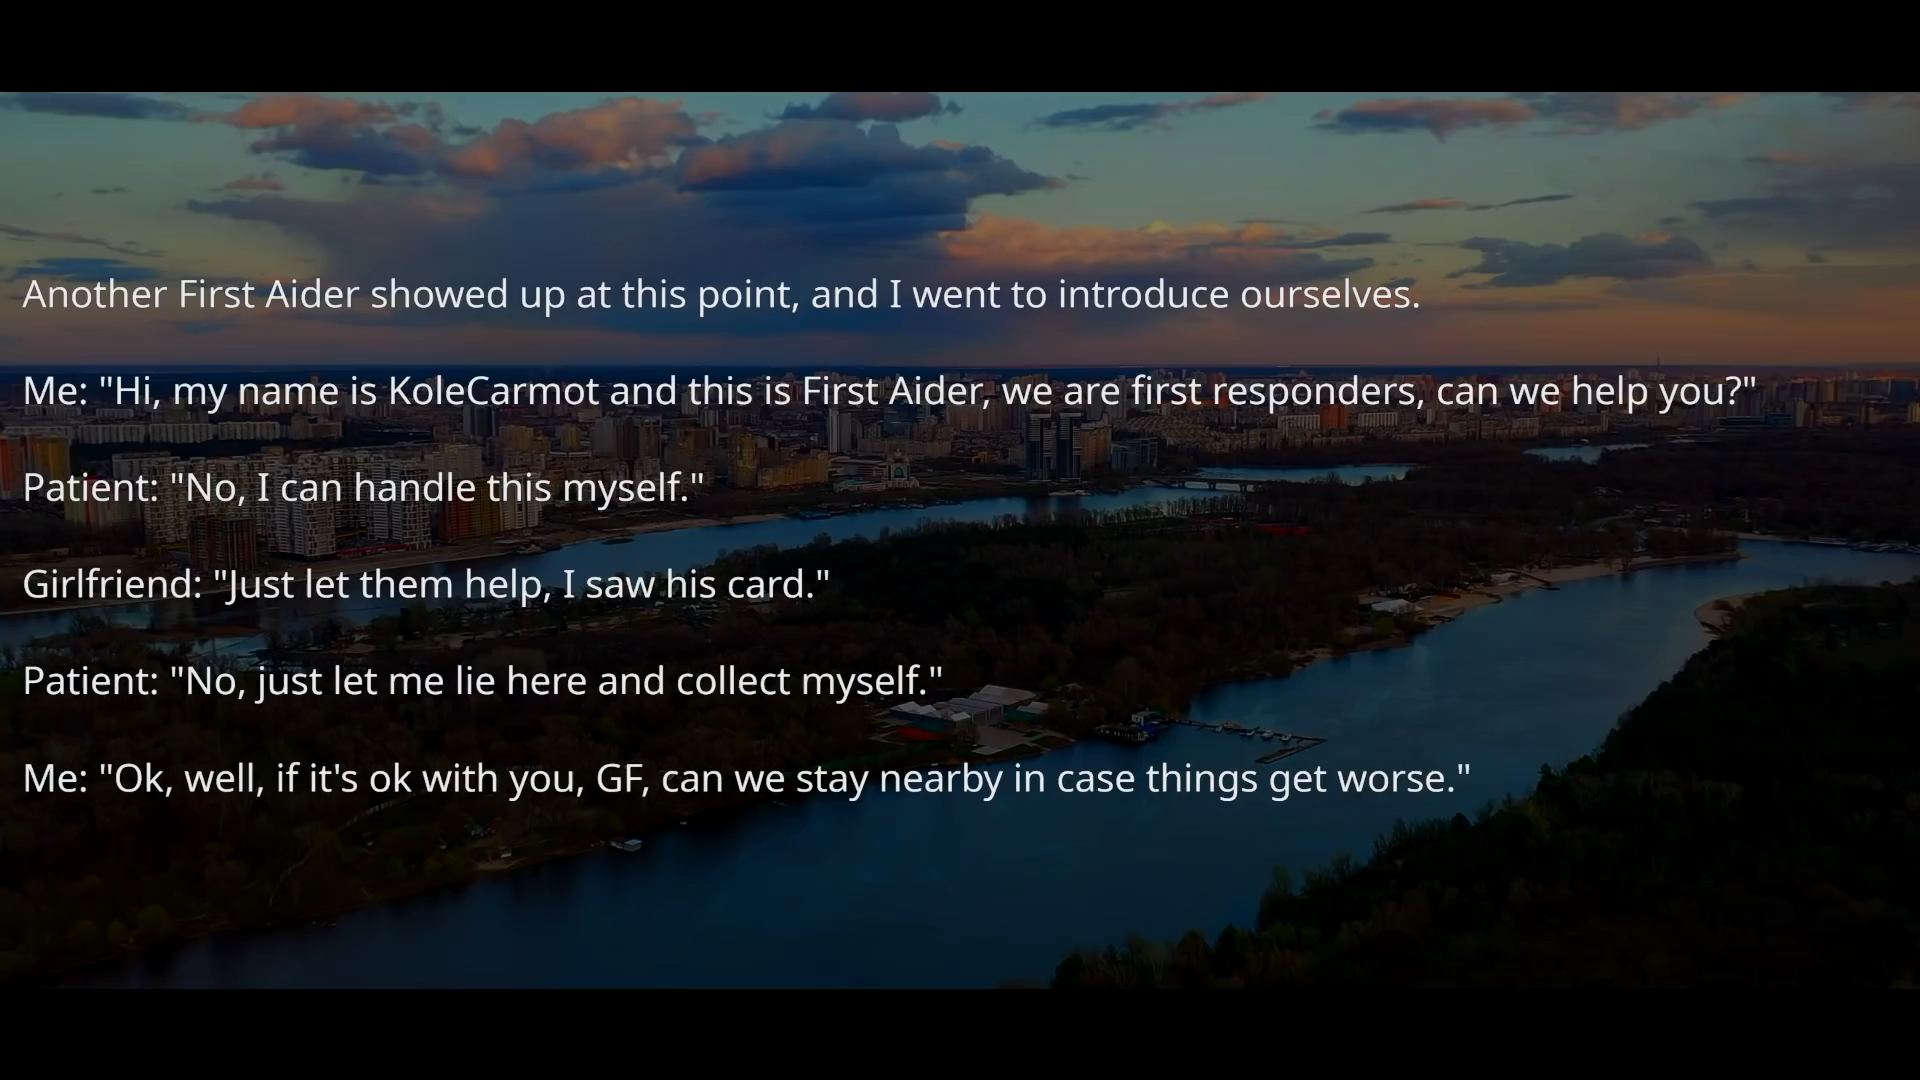 Another First Aider showed up at this point, and I went to introduce ourselves.
Me: "Hi, my name is KoleCarmot and this is First Aider, we are first responders, can we help you?"
Patient: "No, I can handle this myself."
Girlfriend: "Just let them help, I saw his card."
Patient: "No, just let me lie here and collect myself."
Me: "Ok, well, if it's ok with you, GF, can we stay nearby in case things get worse."